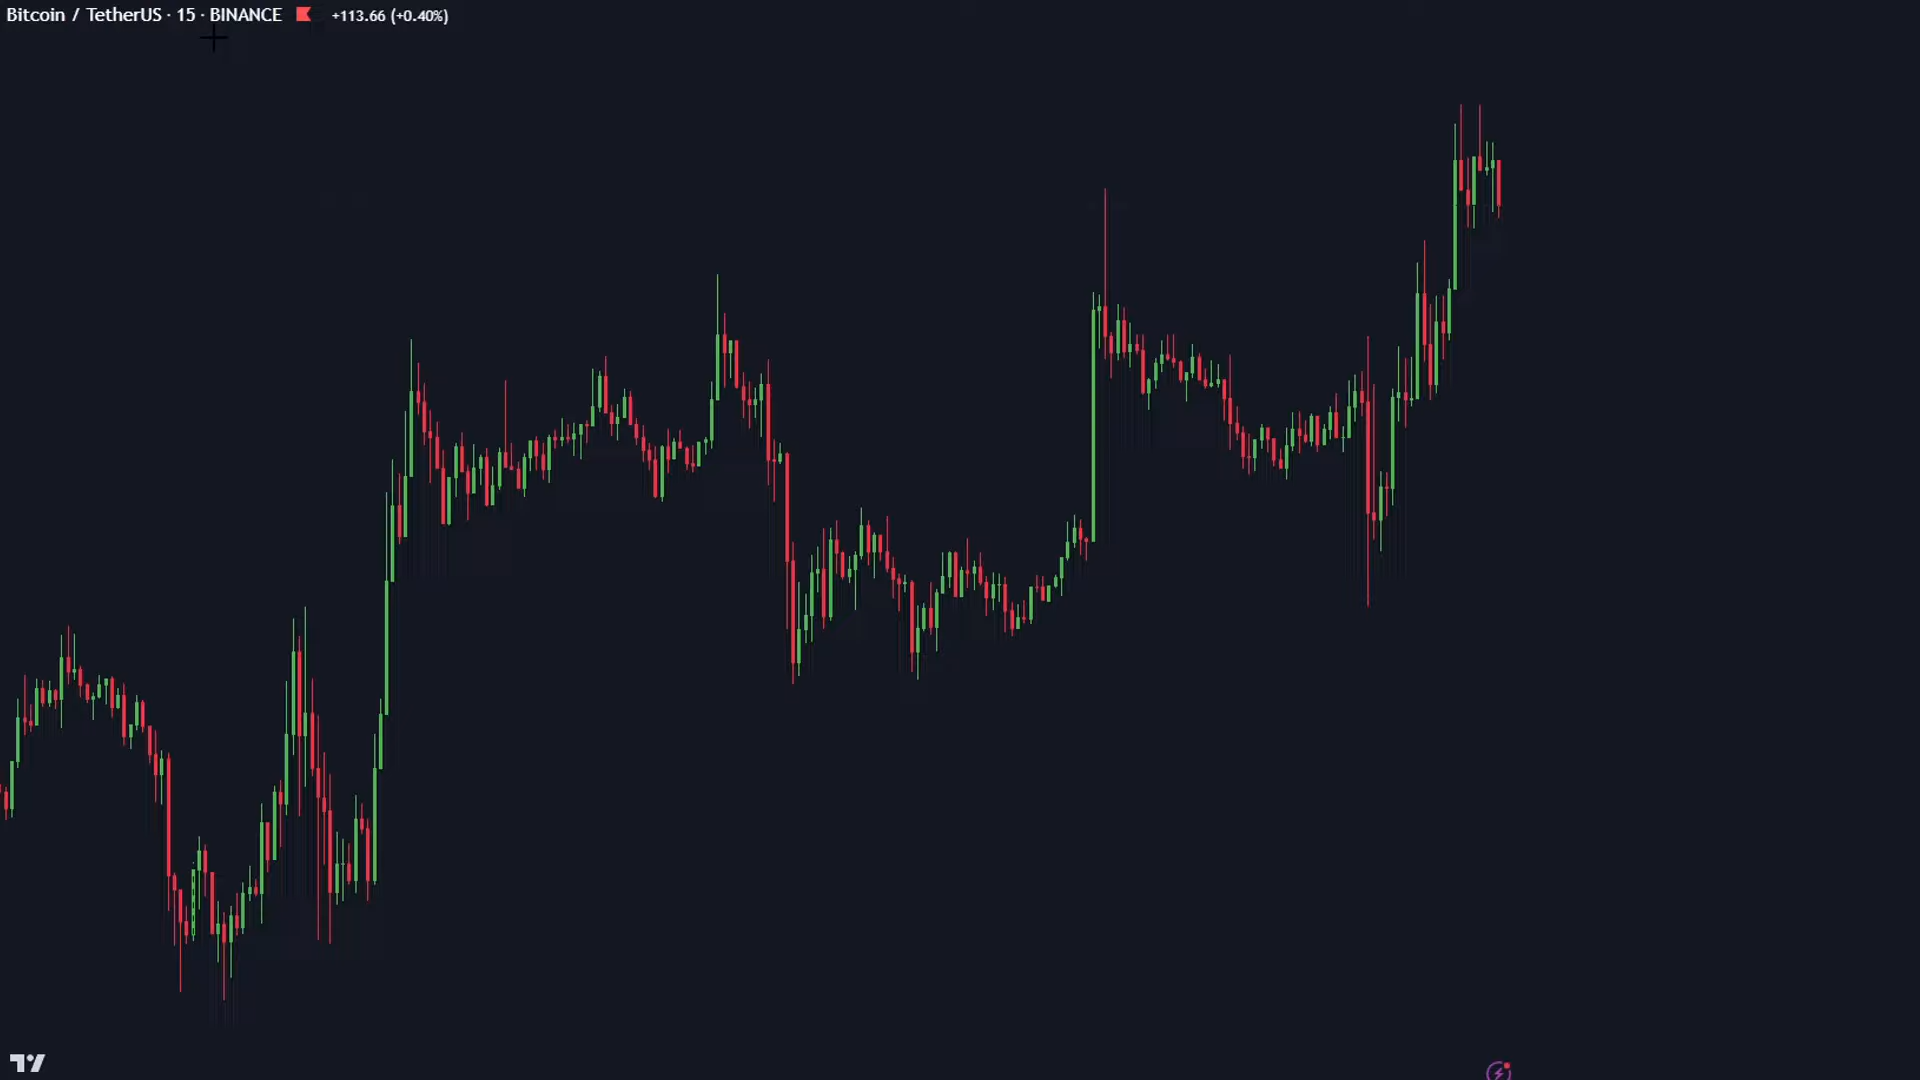 Bitcoin / TetherUS · 15 · BINANCE +113.66 (+0.40%)